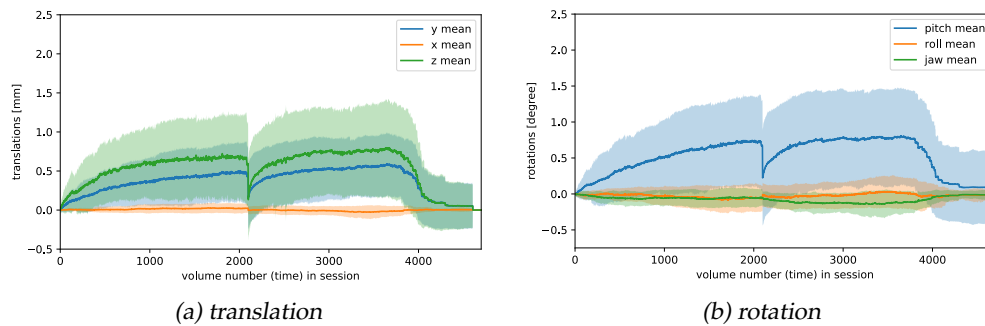 2.5
2.0
1.5
1.0
0.5
0.0
−0.5
translations [mm]
y mean
x mean
z mean
0
1000
2000
3000
4000
volume number (time) in session
(a) translation
2.5
2.0
1.5
1.0
0.5
0.0
−0.5
rotations [degree]
pitch mean
roll mean
jaw mean
0
1000
2000
3000
4000
volume number (time) in session
(b) rotation